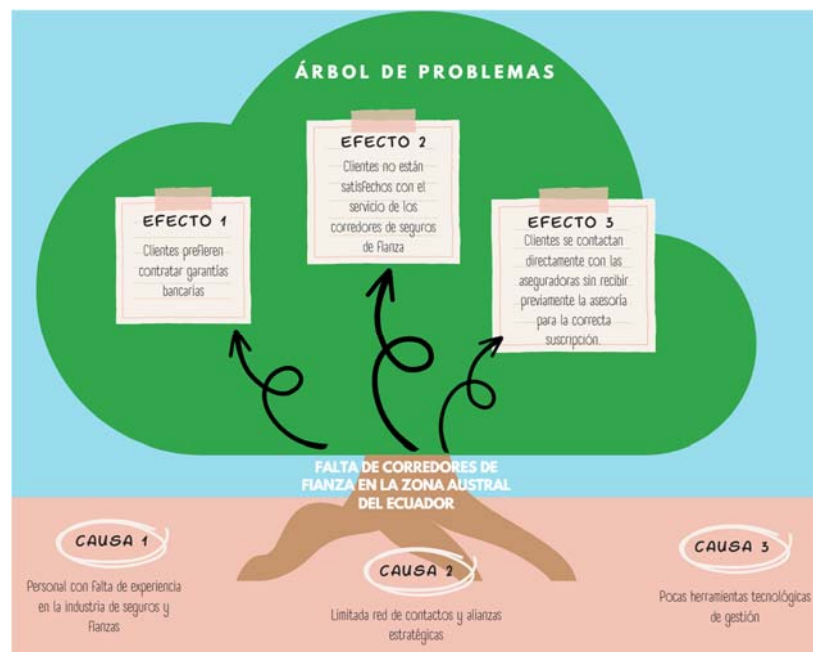 ÁRBOL DE PROBLEMAS
EFECTO 1
Clientes prefieren
contratar garantías
bancarias
EFECTO 2
Clientes no están
satisfechos con el
servicio de los
corredores de seguros
de fianza
EFECTO 3
Clientes se contactan
directamente con las
aseguradoras sin recibir
previamente la asesoría
para la correcta
suscripción.
FALTA DE CORREDORES DE
FIANZA EN LA ZONA AUSTRAL
DEL ECUADOR
CAUSA 1
Personal con falta de experiencia
en la industria de seguros y
fianzas
CAUSA 2
Limitada red de contactos y alianzas
estratégicas
CAUSA 3
Pocas herramientas tecnológicas
de gestión